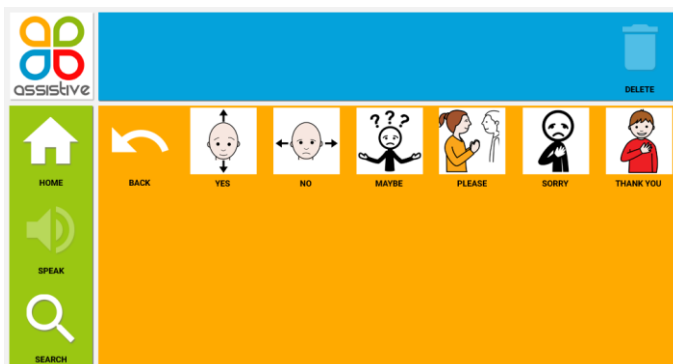 assistive
DELETE
HOME
BACK
YES
NO
???
MAYBE
PLEASE
SORRY
THANK YOU
SPEAK
SEARCH